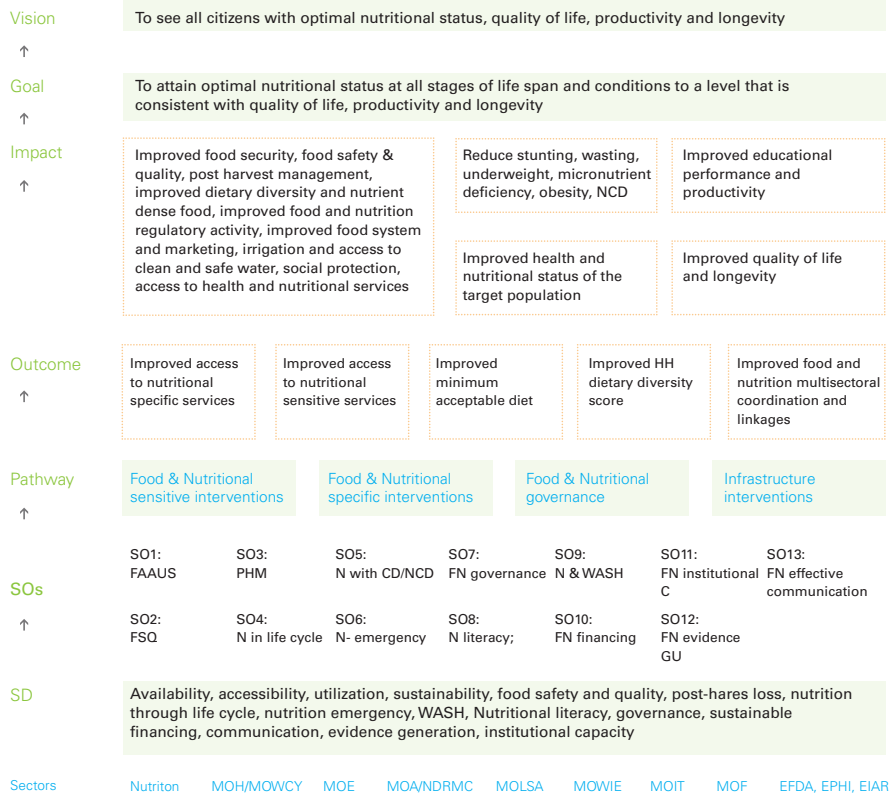 Vision
To see all citizens with optimal nutritional status, quality of life, productivity and longevity
↑
Goal
To attain optimal nutritional status at all stages of life span and conditions to a level that is
consistent with quality of life, productivity and longevity
↑
Impact
↑
Improved food security, food safety &
quality, post harvest management,
improved dietary diversity and nutrient
dense food, improved food and nutrition
regulatory activity, improved food system
and marketing, irrigation and access to
clean and safe water, social protection,
access to health and nutritional services
Reduce stunting, wasting,
underweight, micronutrient
deficiency, obesity, NCD
Improved educational
performance and
productivity
Improved health and
nutritional status of the
target population
Improved quality of life
and longevity
Outcome
↑
Improved access
to nutritional
specific services
Improved access
to nutritional
sensitive services
Improved
minimum
acceptable diet
Improved HH
dietary diversity
score
Improved food and
nutrition multisectoral
coordination and
linkages
Pathway
↑
Food & Nutritional
sensitive interventions
Food & Nutritional
specific interventions
Food & Nutritional
governance
Infrastructure
interventions
SOs
↑
SO1:
FAAUS
SO3:
PHM
SO5:
N with CD/NCD
SO7:
FN governance
SO9:
N & WASH
SO11:
FN institutional
C
SO13:
FN effective
communication
SO2:
FSQ
SO4:
N in life cycle
SO6:
N- emergency
SO8:
N literacy;
SO10:
FN financing
SO12:
FN evidence
GU
SD
Availability, accessibility, utilization, sustainability, food safety and quality, post-hares loss, nutrition
through life cycle, nutrition emergency, WASH, Nutritional literacy, governance, sustainable
financing, communication, evidence generation, institutional capacity
Sectors Nutriton MOH/MOWCY MOE MOA/NDRMC MOLSA MOWIE MOIT MOF EFDA, EPHI, EIAR